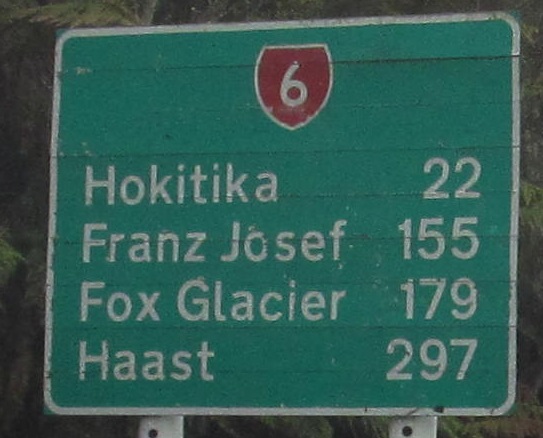 6
Hokitika 22
Franz Josef 155
Fox Glacier 179
Haast 297